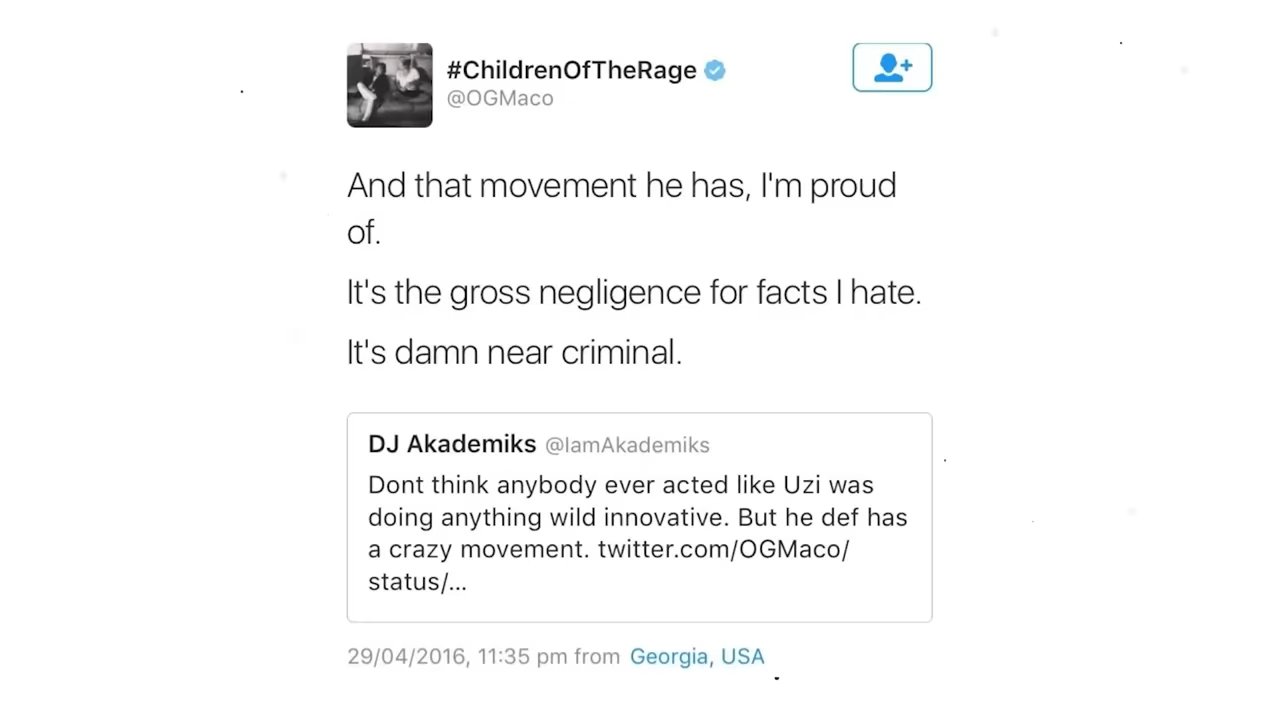 #ChildrenOfTheRage
@OGMaco
And that movement he has, I'm proud
of.
It's the gross negligence for facts I hate.
It's damn near criminal.
DJ Akademiks @IamAkademiks
Dont think anybody ever acted like Uzi was
doing anything wild innovative. But he def has
a crazy movement. twitter.com/OGMaco/
status/...
29/04/2016, 11:35 pm from Georgia, USA